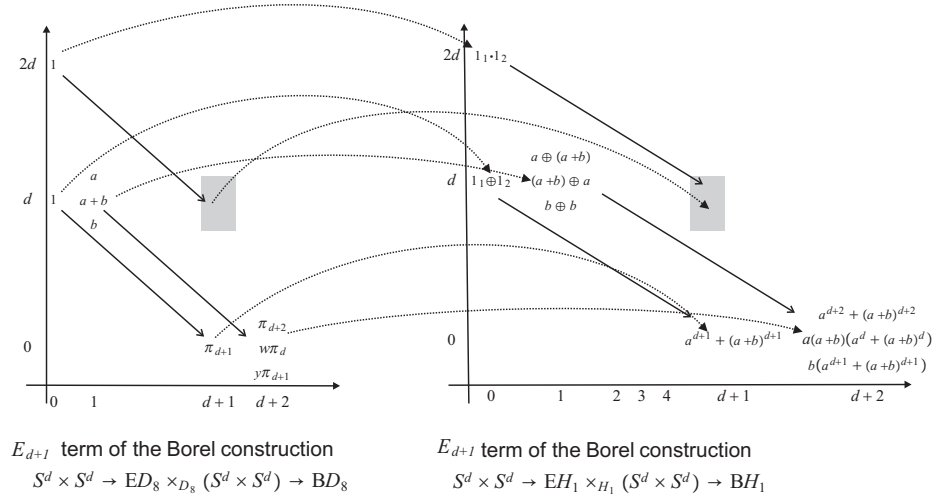 2d 1
a
d 1 a + b
b
π_{d+2}
0 π_{d+1} wπ_d
yπ_{d+1}
0 1 d + 1 d + 2
E_{d+1} term of the Borel construction
S^d × S^d → ED_8 ×_{D_8} (S^d × S^d) → BD_8
2d 1_1·1_2
a ⊕ (a +b)
d 1_1⊕1_2 (a+b) ⊕ a
b ⊕ b
a^{d+2} + (a+b)^{d+2}
0 a^{d+1} + (a+b)^{d+1} a(a+b)(a^d + (a+b)^d)
b(a^{d+1} + (a+b)^{d+1})
0 1 2 3 4 d + 1 d + 2
E_{d+1} term of the Borel construction
S^d × S^d → EH_1 ×_{H_1} (S^d × S^d) → BH_1